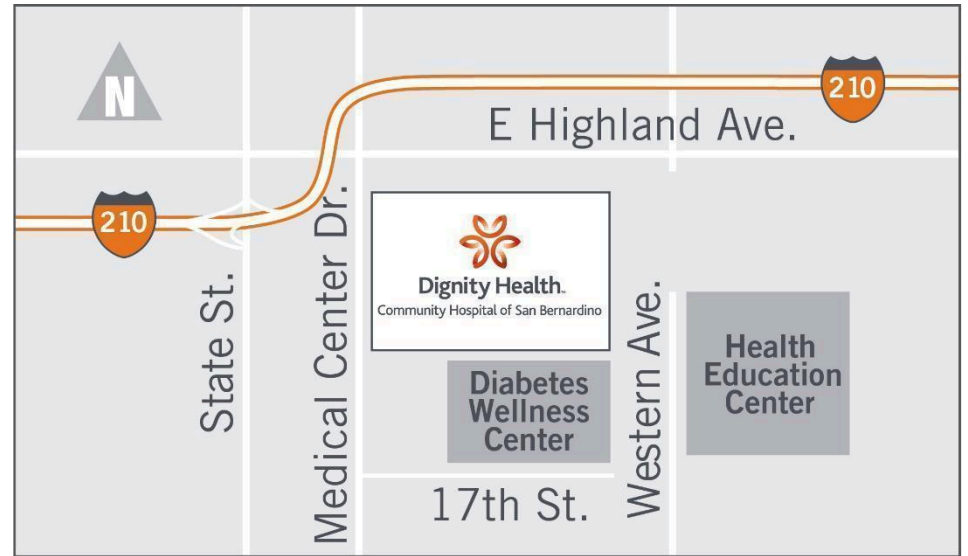 N
210
E Highland Ave.
210
Dignity Health™
Community Hospital of San Bernardino
State St.
Medical Center Dr.
Western Ave.
Health
Education
Center
Diabetes
Wellness
Center
17th St.